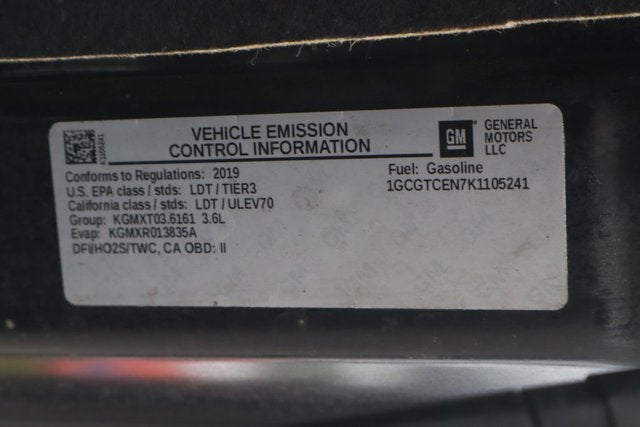 VEHICLE EMISSION
CONTROL INFORMATION
GM
GENERAL
MOTORS
LLC
Conforms to Regulations: 2019
U.S. EPA class / stds: LDT / TIER3
California class / stds: LDT / ULEV70
Group: KGMXT03.6161 3.6L
Evap: KGMXR013835A
DFI/HO2S/TWC, CA OBD: II
Fuel: Gasoline
1GCGTCEN7K1105241